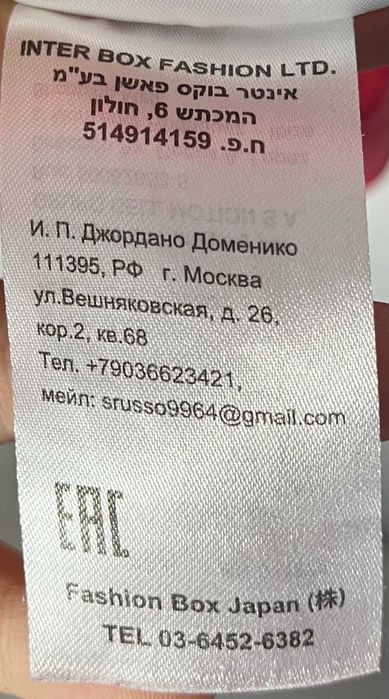 INTER BOX FASHION LTD.
אינטר בוקס פאשן בע"מ
המכתש 6, חולון
ח.פ. 514914159
И. П. Джордано Доменико
111395, РФ г. Москва
ул.Вешняковская, д. 26,
кор.2, кв.68
Тел. +79036623421,
мейл: srusso9964@gmail.com
EAC
Fashion Box Japan (株)
TEL 03-6452-6382